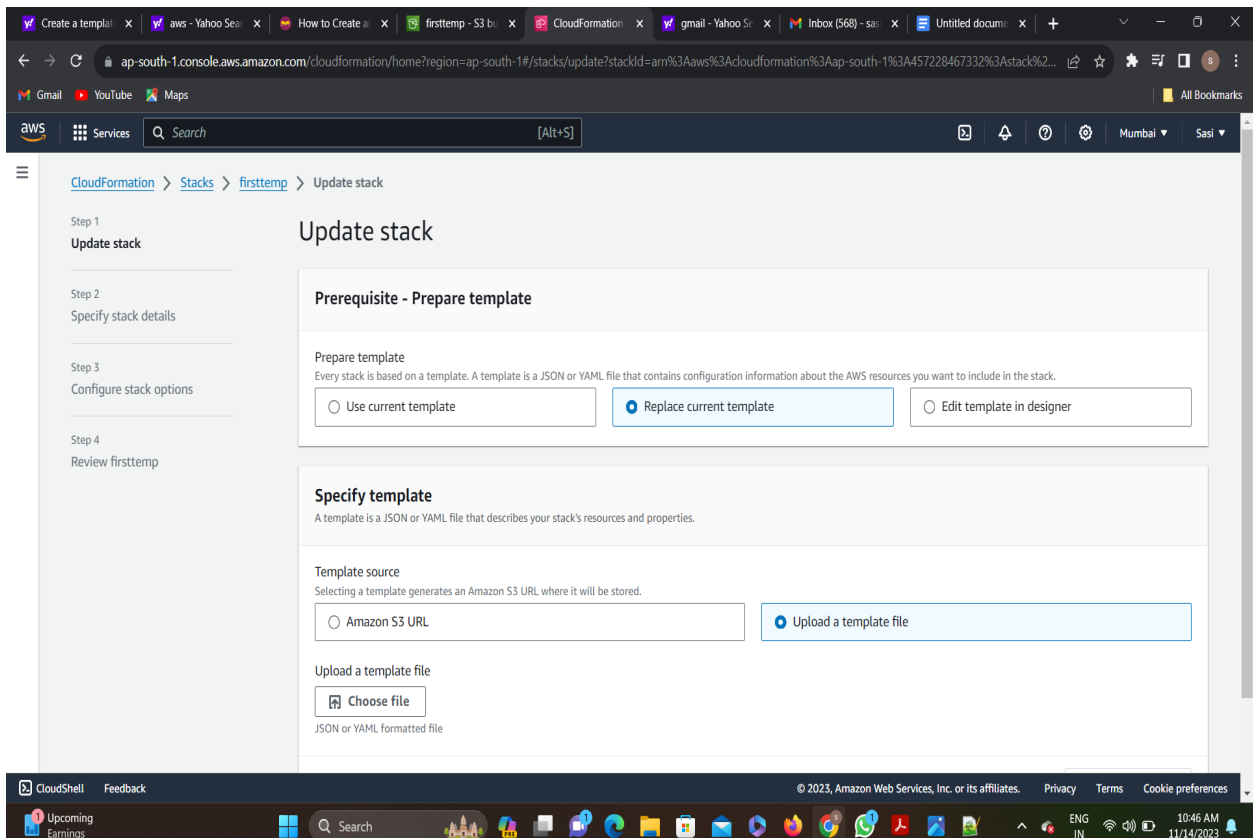 Create a templat
aws - Yahoo Sear
How to Create a
firsttemp - S3 bu
CloudFormation
gmail - Yahoo Se
Inbox (568) - sas
Untitled docume
ap-south-1.console.aws.amazon.com/cloudformation/home?region=ap-south-1#/stacks/update?stackId=arn%3Aaws%3Acloudformation%3Aap-south-1%3A457228467332%3Astack%2...
S
Gmail YouTube Maps
All Bookmarks
aws Services Search [Alt+S] Mumbai Sasi
CloudFormation > Stacks > firsttemp > Update stack
Step 1
Update stack
Step 2
Specify stack details
Step 3
Configure stack options
Step 4
Review firsttemp
Update stack
Prerequisite - Prepare template
Prepare template
Every stack is based on a template. A template is a JSON or YAML file that contains configuration information about the AWS resources you want to include in the stack.
Use current template
Replace current template
Edit template in designer
Specify template
A template is a JSON or YAML file that describes your stack's resources and properties.
Template source
Selecting a template generates an Amazon S3 URL where it will be stored.
Amazon S3 URL
Upload a template file
Upload a template file
Choose file
JSON or YAML formatted file
CloudShell Feedback © 2023, Amazon Web Services, Inc. or its affiliates. Privacy Terms Cookie preferences
1
Upcoming
Earnings
Search
PRE
1
1
ENG
IN
10:46 AM
11/14/2023